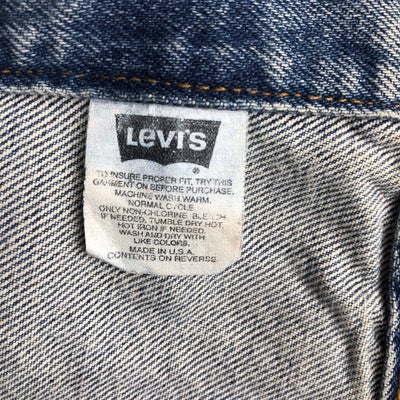 Levi's
®
TO INSURE PROPER FIT, TRY THIS
GARMENT ON BEFORE PURCHASE.
MACHINE WASH WARM.
NORMAL CYCLE.
ONLY NON-CHLORINE BLEACH
IF NEEDED. TUMBLE DRY HOT.
HOT IRON IF NEEDED.
WASH AND DRY WITH
LIKE COLORS.
MADE IN U.S.A.
CONTENTS ON REVERSE